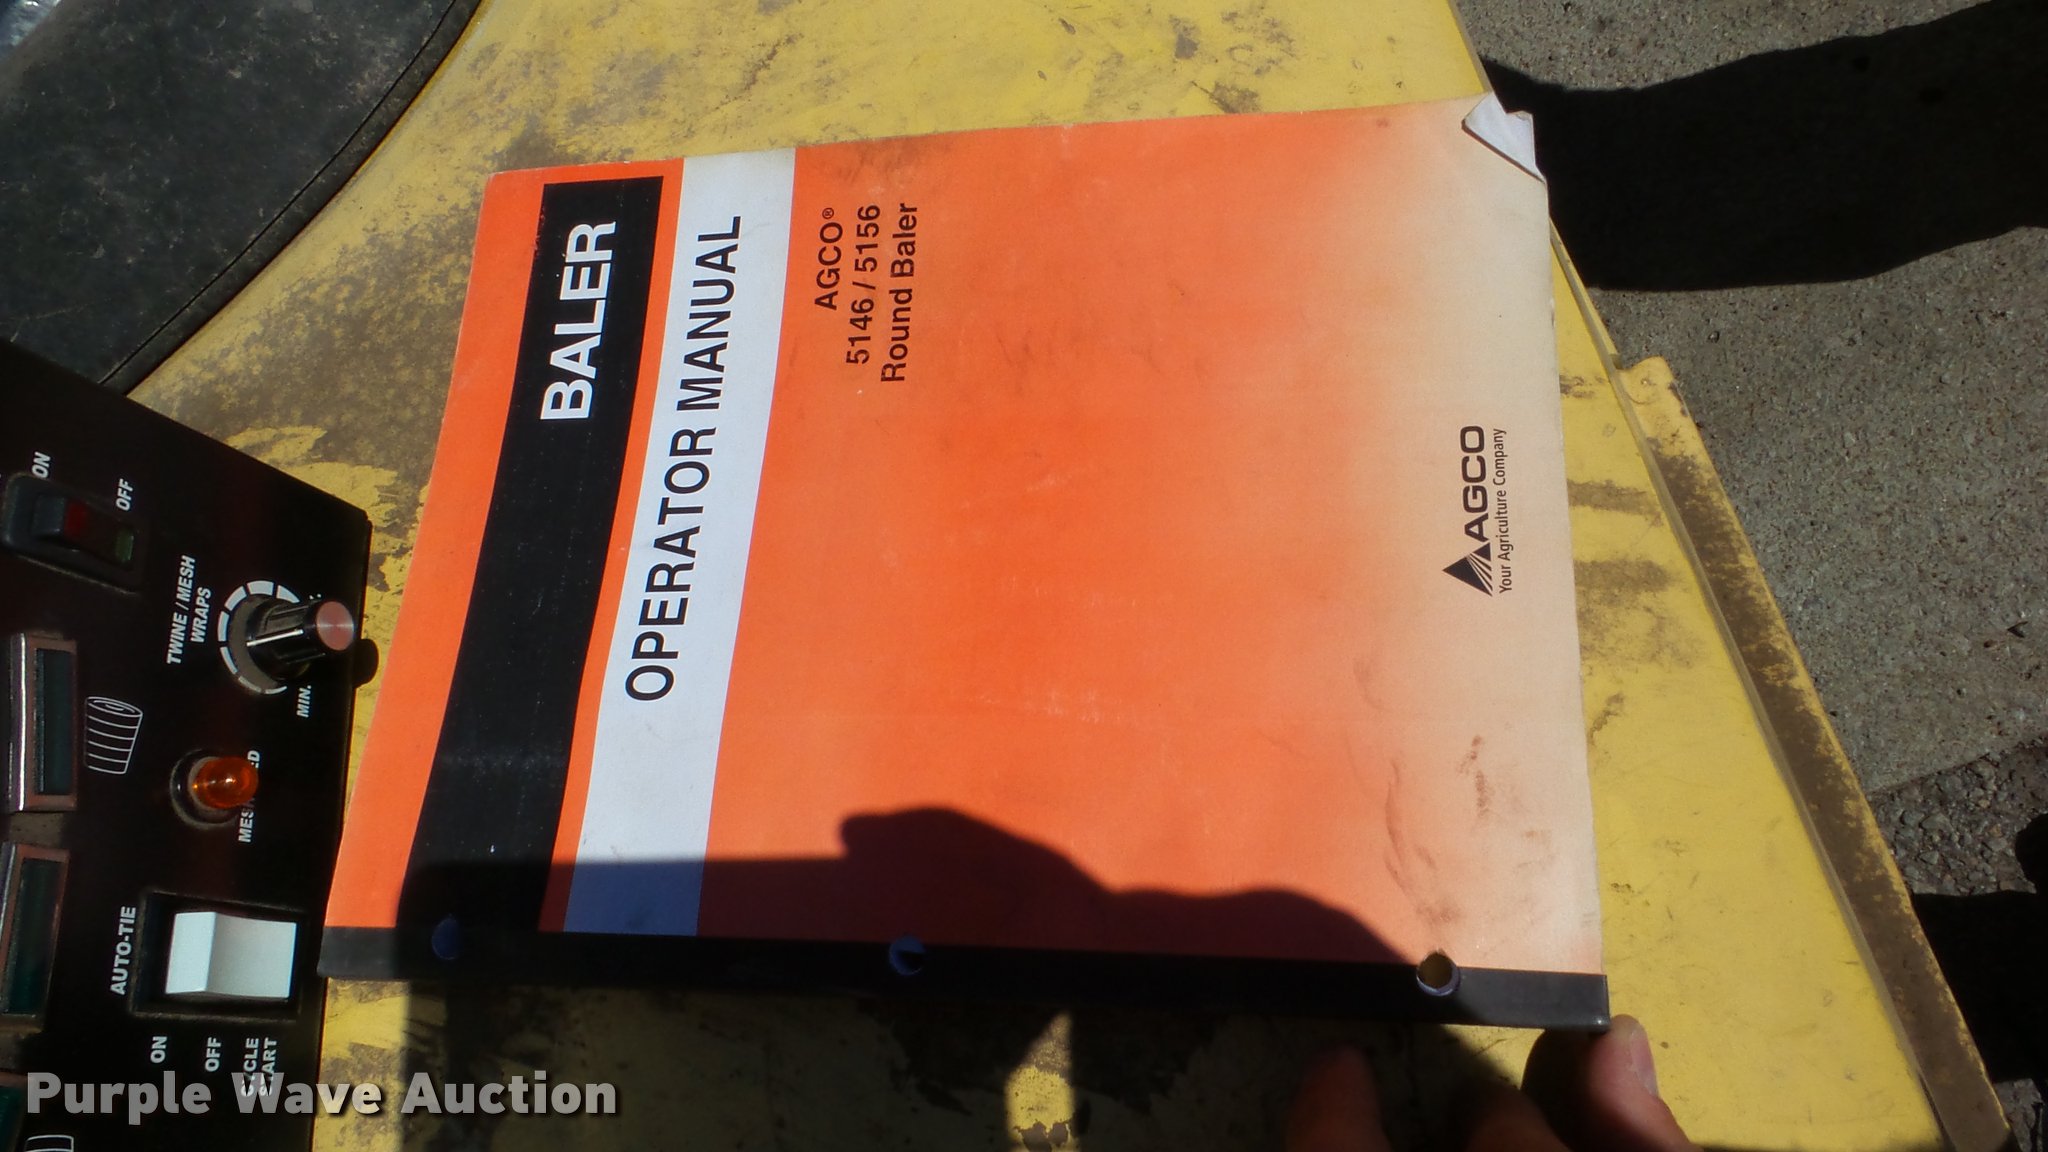 BALER
OPERATOR MANUAL
AGCO®
5146 / 5156
Round Baler
AGCO
Your Agriculture Company
ON
OFF
TWINE / MESH
WRAPS
MIN.
AUTO-TIE
ON
OFF
Purple Wave Auction